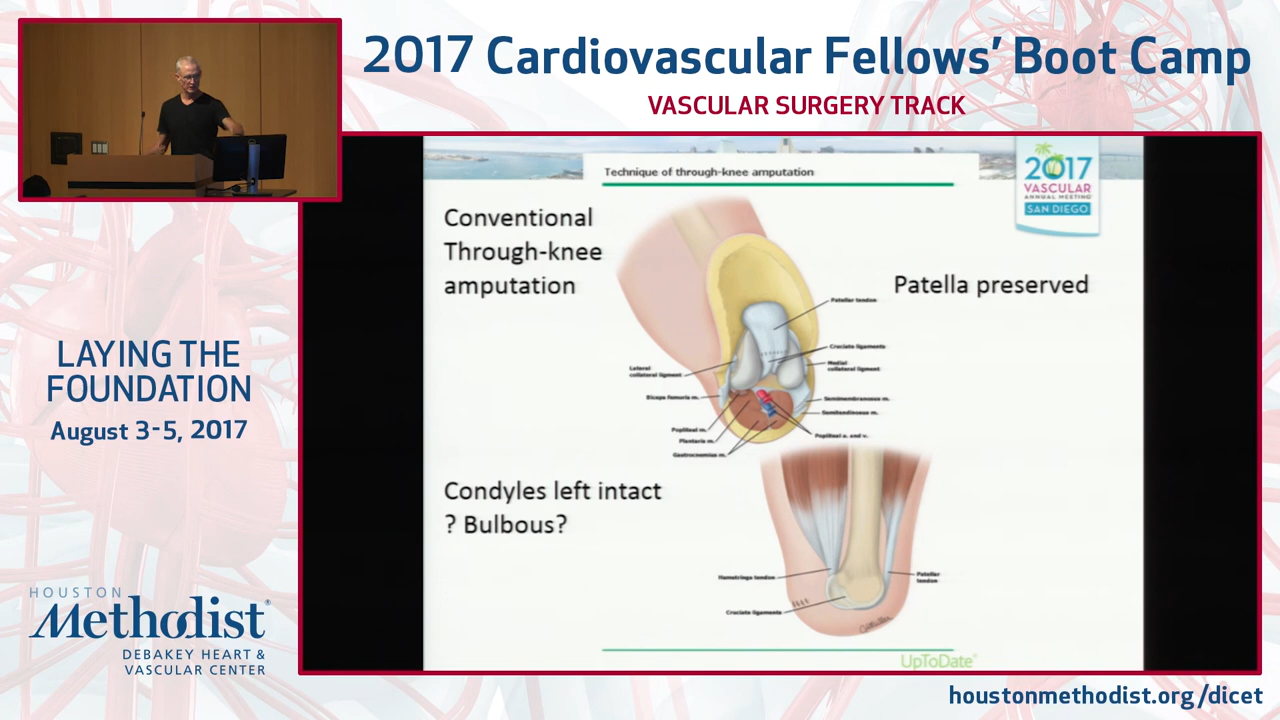 2017 Cardiovascular Fellows’ Boot Camp
VASCULAR SURGERY TRACK
Technique of through-knee amputation
2017
VASCULAR
ANNUAL MEETING
SAN DIEGO
Conventional
Through-knee
amputation
Patella preserved
Patellar tendon
Cruciate ligaments
Lateral
collateral ligment
Medial
collateral ligment
Biceps femoris m.
Semimembranosus m.
Semitendinosus m.
Popliteal m.
Plantaris m.
Popliteal a. and v.
Gastrocnemius m.
LAYING THE
FOUNDATION
August 3-5, 2017
Condyles left intact
? Bulbous?
Hamstrings tendon
Patellar
tendon
Cruciate ligaments
HOUSTON
Methodist®
DEBAKEY HEART &
VASCULAR CENTER
UpToDate®
houstonmethodist.org/dicet